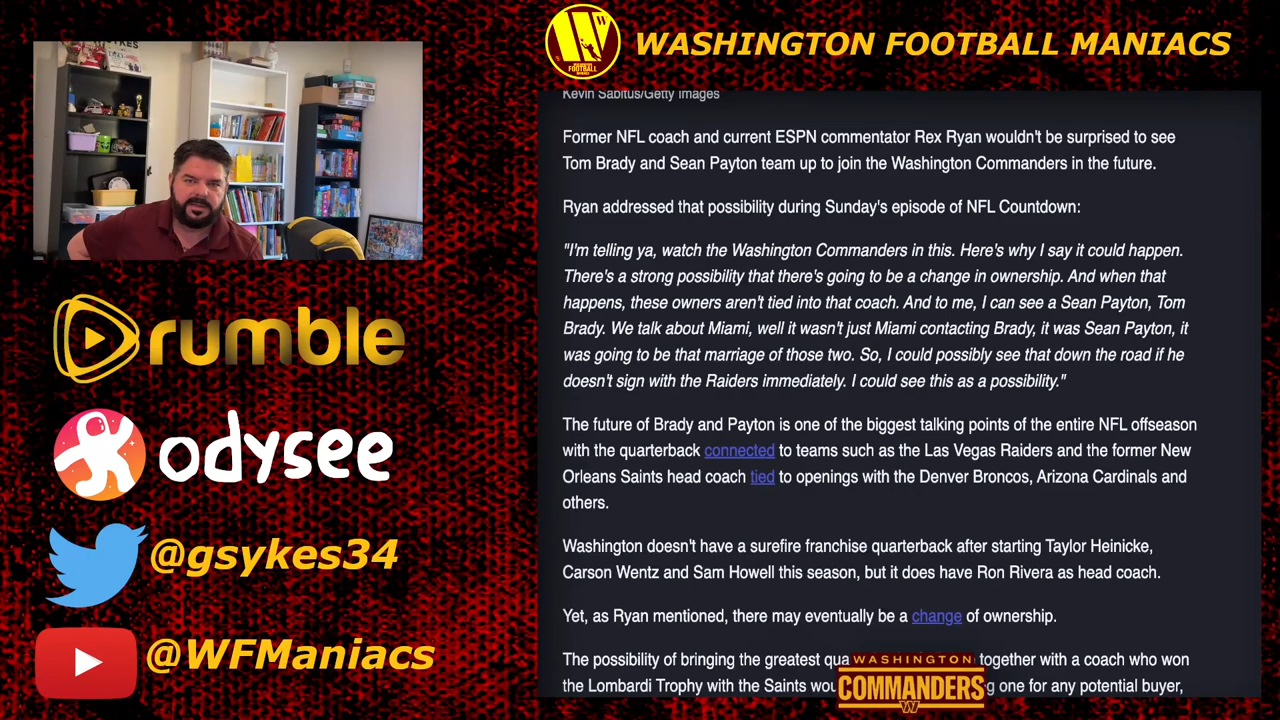 WASHINGTON FOOTBALL MANIACS
Kevin Sabitus/Getty Images
Former NFL coach and current ESPN commentator Rex Ryan wouldn't be surprised to see
Tom Brady and Sean Payton team up to join the Washington Commanders in the future.
Ryan addressed that possibility during Sunday's episode of NFL Countdown:
"I'm telling ya, watch the Washington Commanders in this. Here's why I say it could happen.
There's a strong possibility that there's going to be a change in ownership. And when that
happens, these owners aren't tied into that coach. And to me, I can see a Sean Payton, Tom
Brady. We talk about Miami, well it wasn't just Miami contacting Brady, it was Sean Payton, it
was going to be that marriage of those two. So, I could possibly see that down the road if he
doesn't sign with the Raiders immediately. I could see this as a possibility."
The future of Brady and Payton is one of the biggest talking points of the entire NFL offseason
with the quarterback connected to teams such as the Las Vegas Raiders and the former New
Orleans Saints head coach tied to openings with the Denver Broncos, Arizona Cardinals and
others.
Washington doesn't have a surefire franchise quarterback after starting Taylor Heinicke,
Carson Wentz and Sam Howell this season, but it does have Ron Rivera as head coach.
Yet, as Ryan mentioned, there may eventually be a change of ownership.
The possibility of bringing the greatest together with a coach who won
the Lombardi Trophy with the Saints one for any potential buyer,
WASHINGTON
COMMANDERS
rumble
odysee
@gsykes34
@WFManiacs